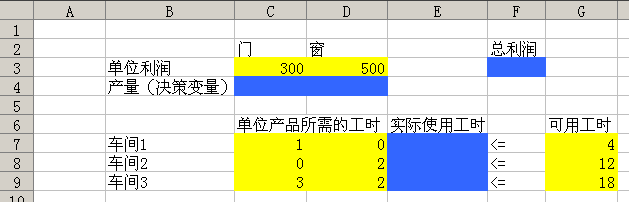 A B C D E F G
1
2 门 窗 总利润
3 单位利润 300 500
4 产量（决策变量）
5
6 单位产品所需的工时 实际使用工时 可用工时
7 车间1 1 0 <= 4
8 车间2 0 2 <= 12
9 车间3 3 2 <= 18
10